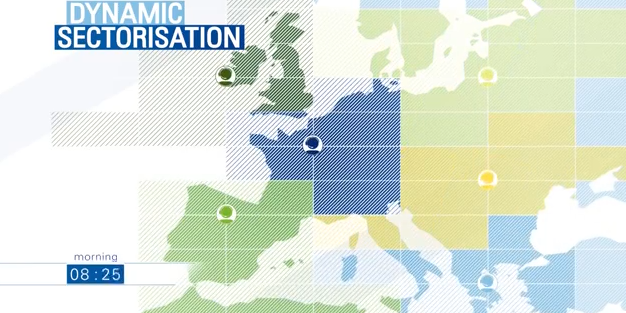 DYNAMIC
SECTORISATION
morning
08:25